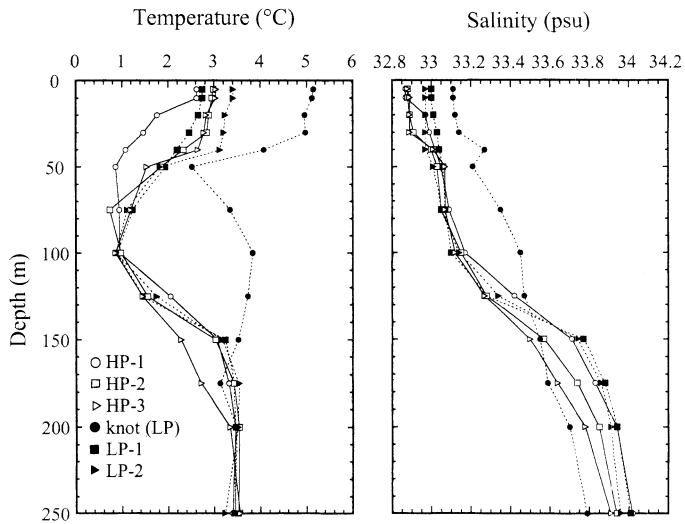 Temperature (°C)
Salinity (psu)
0 1 2 3 4 5 6
32.8 33 33.2 33.4 33.6 33.8 34 34.2
Depth (m)
0
50
100
150
200
250
HP-1
HP-2
HP-3
knot (LP)
LP-1
LP-2